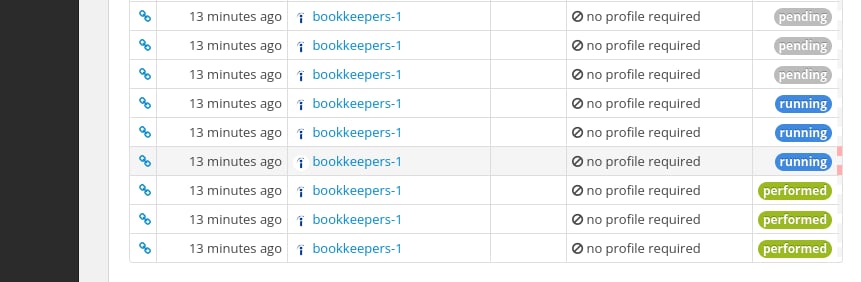 13 minutes ago bookkeepers-1 no profile required pending
13 minutes ago bookkeepers-1 no profile required pending
13 minutes ago bookkeepers-1 no profile required pending
13 minutes ago bookkeepers-1 no profile required running
13 minutes ago bookkeepers-1 no profile required running
13 minutes ago bookkeepers-1 no profile required running
13 minutes ago bookkeepers-1 no profile required performed
13 minutes ago bookkeepers-1 no profile required performed
13 minutes ago bookkeepers-1 no profile required performed